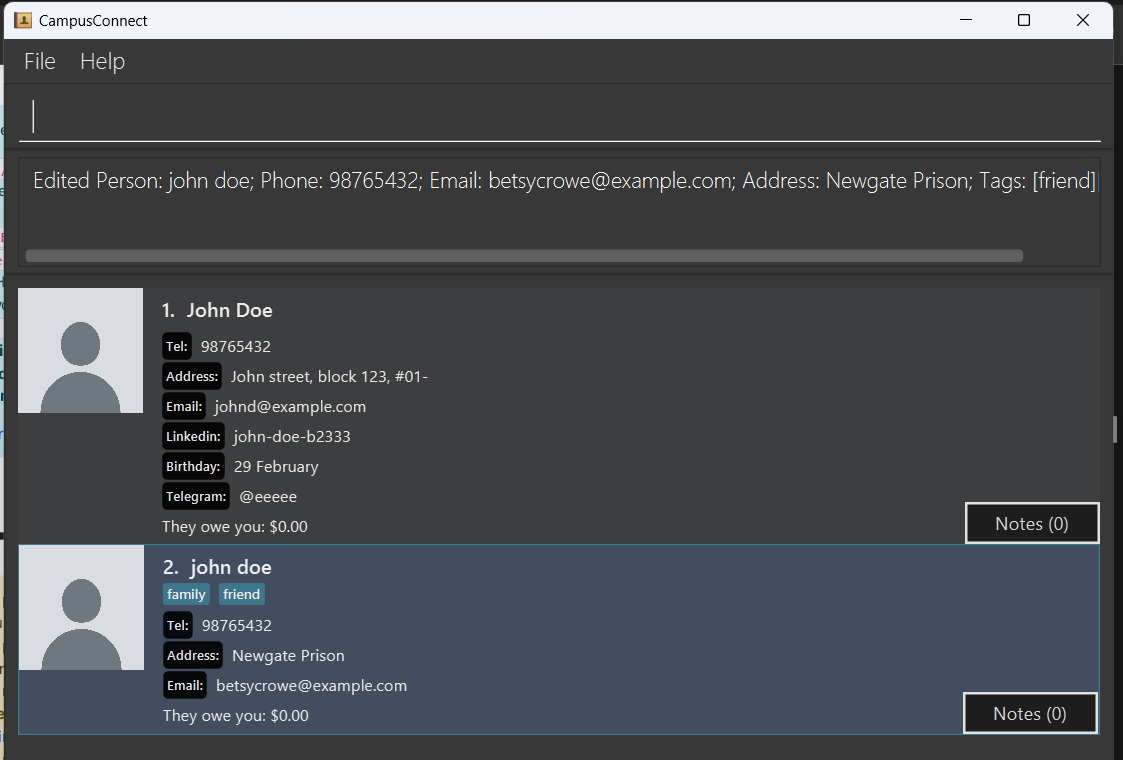 CampusConnect
File Help
Edited Person: john doe; Phone: 98765432; Email: betsycrowe@example.com; Address: Newgate Prison; Tags: [friend]
1. John Doe
Tel: 98765432
Address: John street, block 123, #01-
Email: johnd@example.com
Linkedin: john-doe-b2333
Birthday: 29 February
Telegram: @eeeee
They owe you: $0.00
Notes (0)
2. john doe
family friend
Tel: 98765432
Address: Newgate Prison
Email: betsycrowe@example.com
They owe you: $0.00
Notes (0)